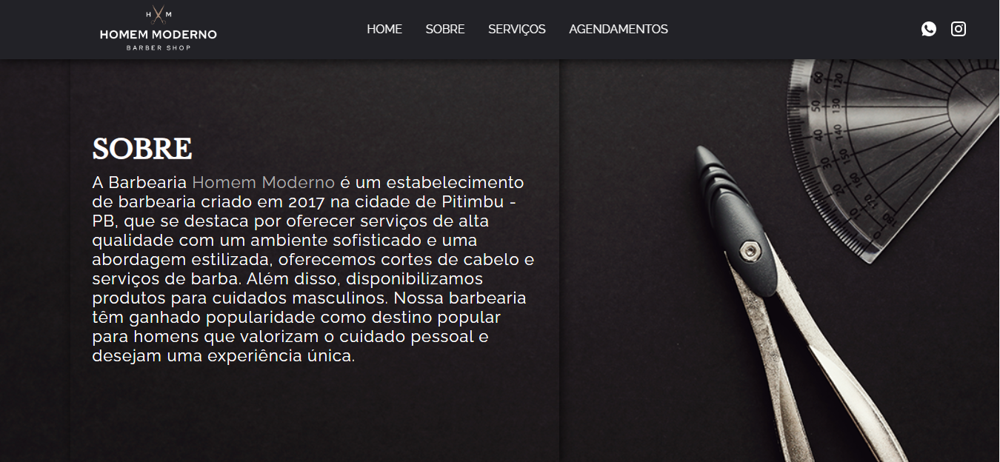 H M
HOMEM MODERNO
BARBER SHOP
HOME SOBRE SERVIÇOS AGENDAMENTOS
SOBRE
A Barbearia Homem Moderno é um estabelecimento
de barbearia criado em 2017 na cidade de Pitimbu -
PB, que se destaca por oferecer serviços de alta
qualidade com um ambiente sofisticado e uma
abordagem estilizada, oferecemos cortes de cabelo e
serviços de barba. Além disso, disponibilizamos
produtos para cuidados masculinos. Nossa barbearia
têm ganhado popularidade como destino popular
para homens que valorizam o cuidado pessoal e
desejam uma experiência única.
60 120
50 130
40 140
30 150
160
170
10 180
0